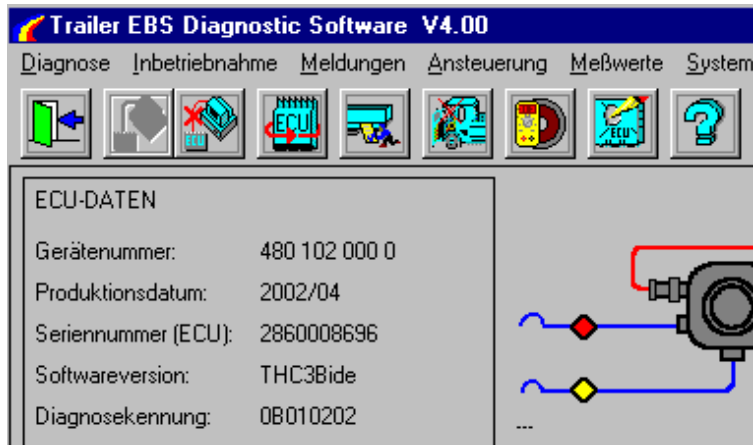 Trailer EBS Diagnostic Software V4.00
Diagnose Inbetriebnahme Meldungen Ansteuerung Meßwerte System
ECU ECU ECU
ECU-DATEN
Gerätenummer: 480 102 000 0
Produktionsdatum: 2002/04
Seriennummer (ECU): 2860008696
Softwareversion: THC3Bide
Diagnosekennung: 0B010202
---